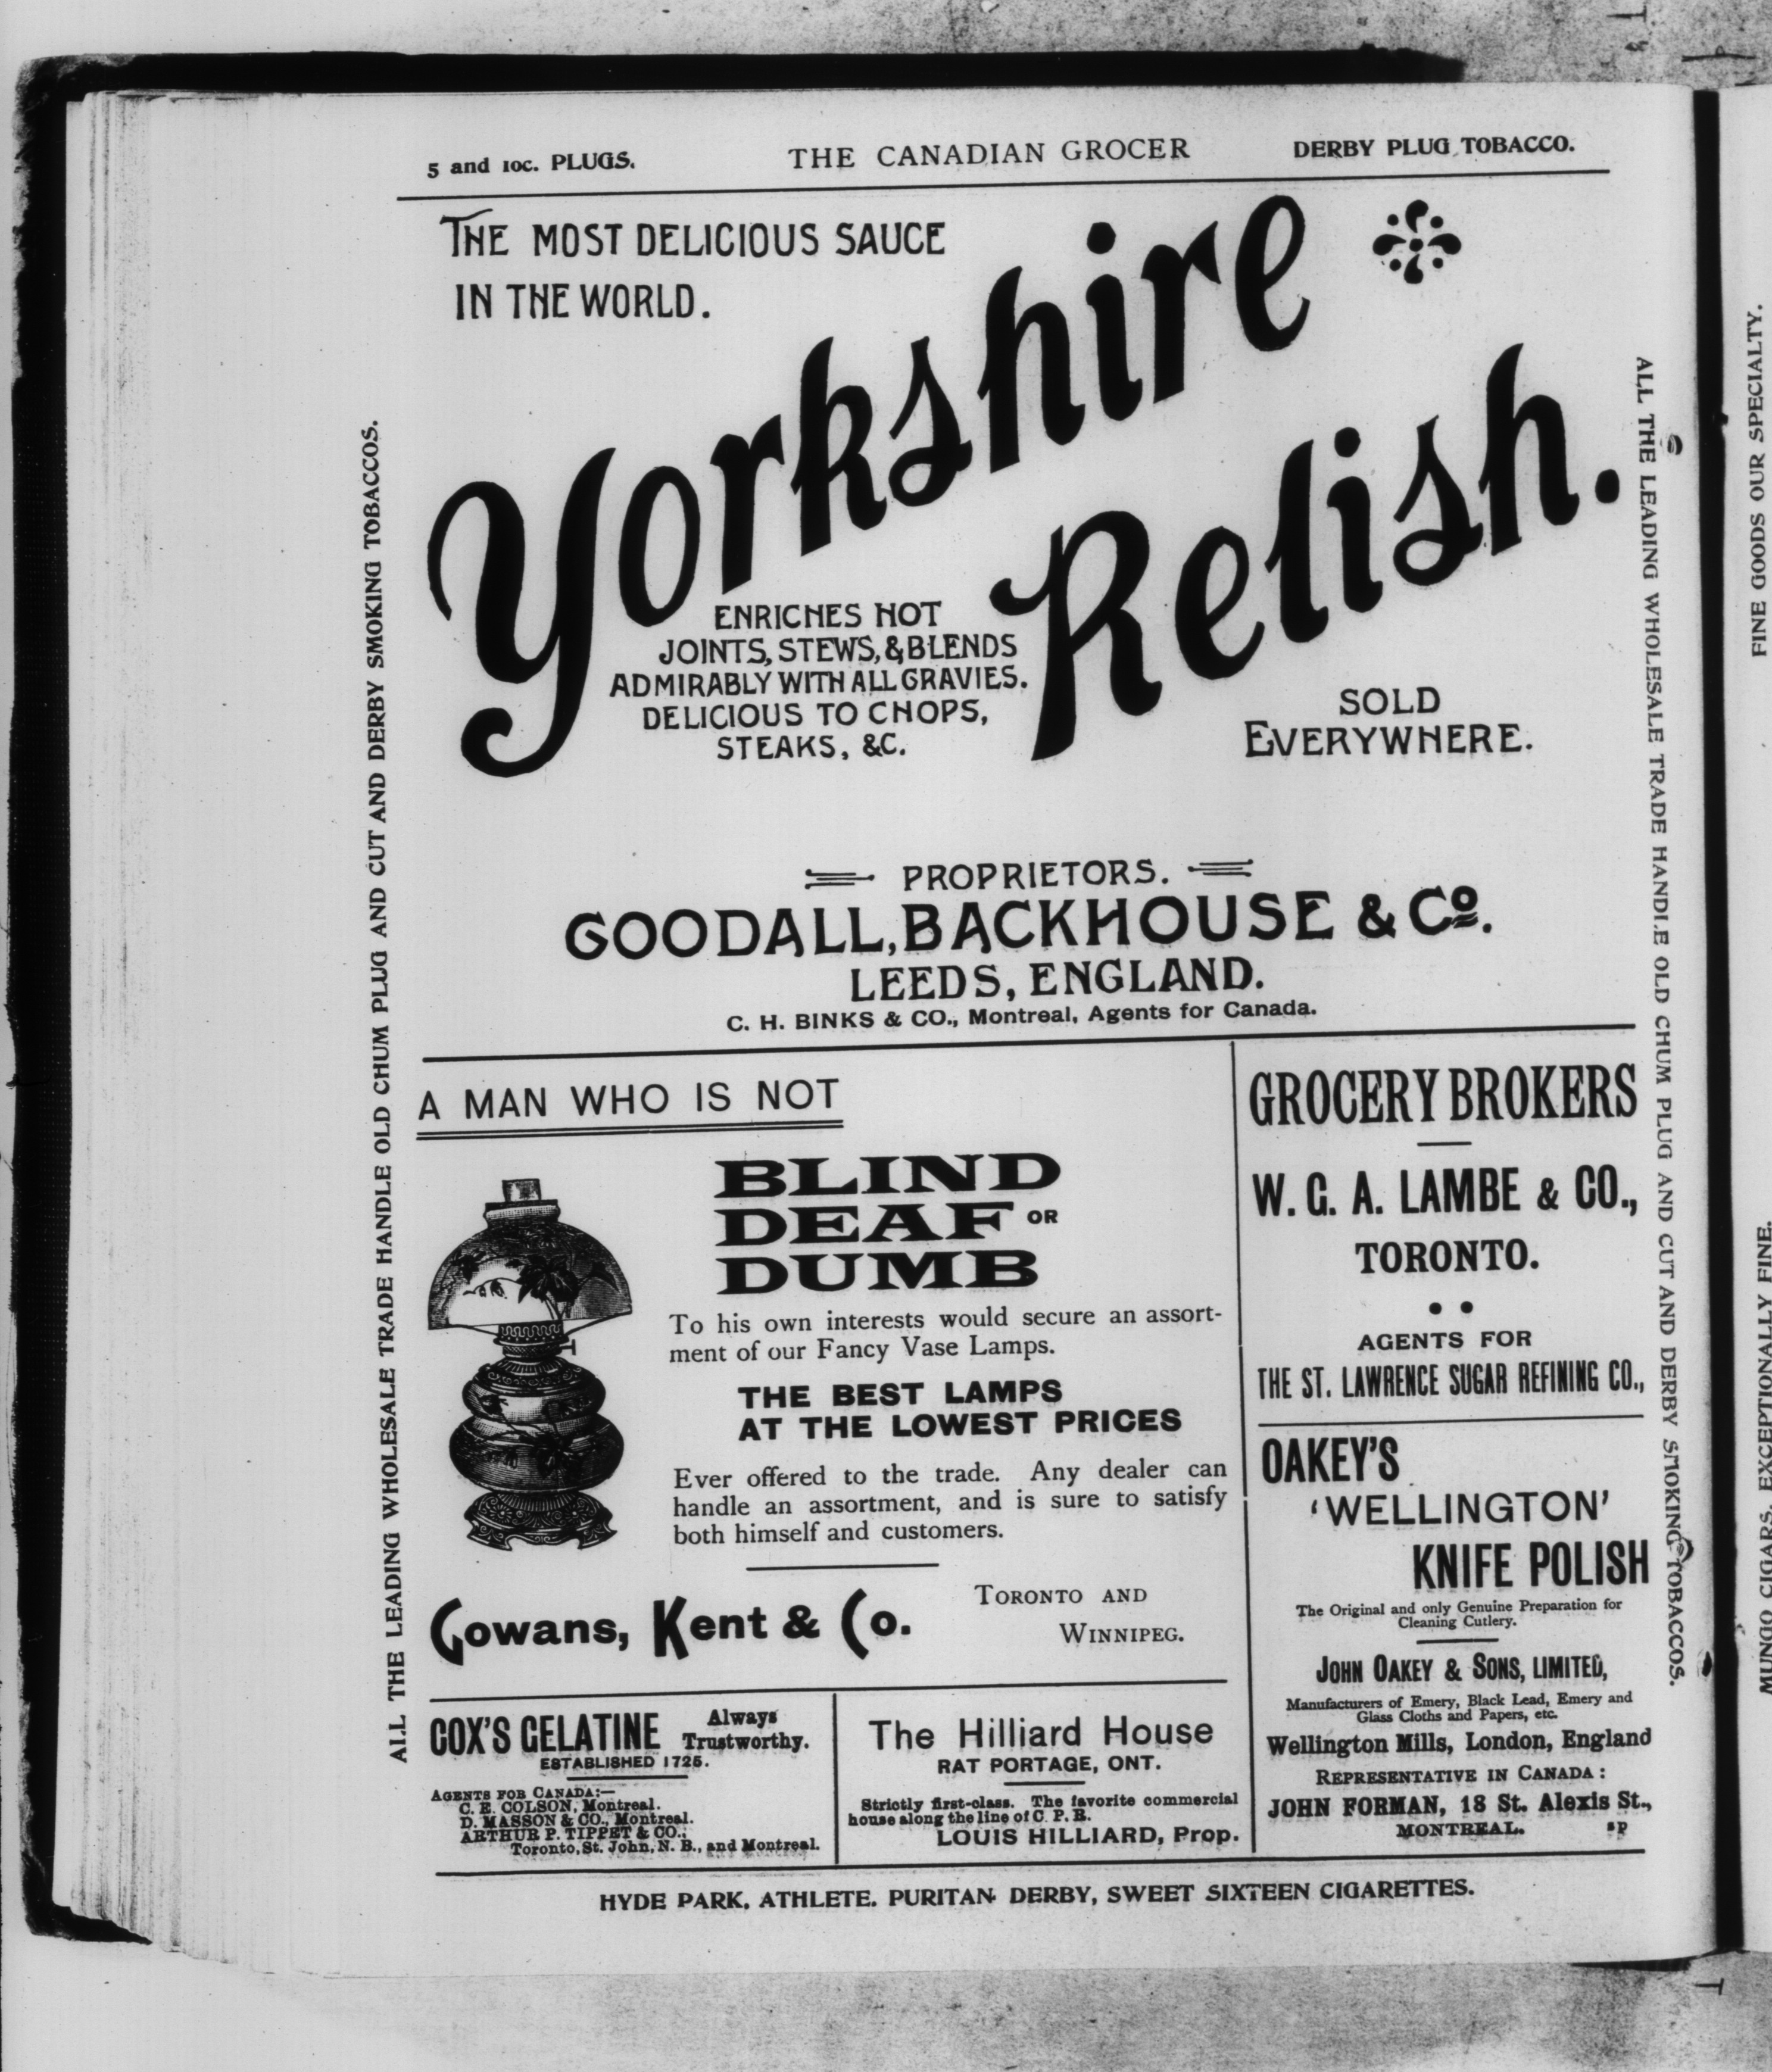 5 and 10c. PLUGS. THE CANADIAN GROCER DERBY PLUG TOBACCO.
THE MOST DELICIOUS SAUCE
IN THE WORLD.
Yorkshire
Relish.
ENRICHES HOT
JOINTS, STEWS, & BLENDS
ADMIRABLY WITH ALL GRAVIES.
DELICIOUS TO CHOPS,
STEAKS, &C.
SOLD
EVERYWHERE.
PROPRIETORS.
GOODALL, BACKHOUSE & Co.
LEEDS, ENGLAND.
C. H. BINKS & CO., Montreal, Agents for Canada.
A MAN WHO IS NOT
BLIND
DEAF OR
DUMB
To his own interests would secure an assort-
ment of our Fancy Vase Lamps.
THE BEST LAMPS
AT THE LOWEST PRICES
Ever offered to the trade. Any dealer can
handle an assortment, and is sure to satisfy
both himself and customers.
Gowans, Kent & Co.
TORONTO AND
WINNIPEG.
COX'S GELATINE
Always
Trustworthy.
ESTABLISHED 1725.
AGENTS FOR CANADA:—
C. E. COLSON, Montreal.
D. MASSON & CO., Montreal.
ARTHUR P. TIPPET & CO.,
Toronto, St. John, N. B., and Montreal.
The Hilliard House
RAT PORTAGE, ONT.
Strictly first-class. The favorite commercial
house along the line of C. P. R.
LOUIS HILLIARD, Prop.
GROCERY BROKERS
W. G. A. LAMBE & CO.,
TORONTO.
AGENTS FOR
THE ST. LAWRENCE SUGAR REFINING CO.,
OAKEY'S
'WELLINGTON'
KNIFE POLISH
The Original and only Genuine Preparation for
Cleaning Cutlery.
JOHN OAKEY & SONS, LIMITED,
Manufacturers of Emery, Black Lead, Emery and
Glass Cloths and Papers, etc.
Wellington Mills, London, England
REPRESENTATIVE IN CANADA:
JOHN FORMAN, 18 St. Alexis St.,
MONTREAL. sp
HYDE PARK, ATHLETE, PURITAN DERBY, SWEET SIXTEEN CIGARETTES.
ALL THE LEADING WHOLESALE TRADE HANDLE OLD CHUM PLUG AND CUT AND DERBY SMOKING TOBACCOS.
ALL THE LEADING WHOLESALE TRADE HANDLE OLD CHUM PLUG AND CUT AND DERBY SMOKING TOBACCOS.
MUNGO CIGARS, EXCEPTIONALLY FINE.
FINE GOODS OUR SPECIALTY.